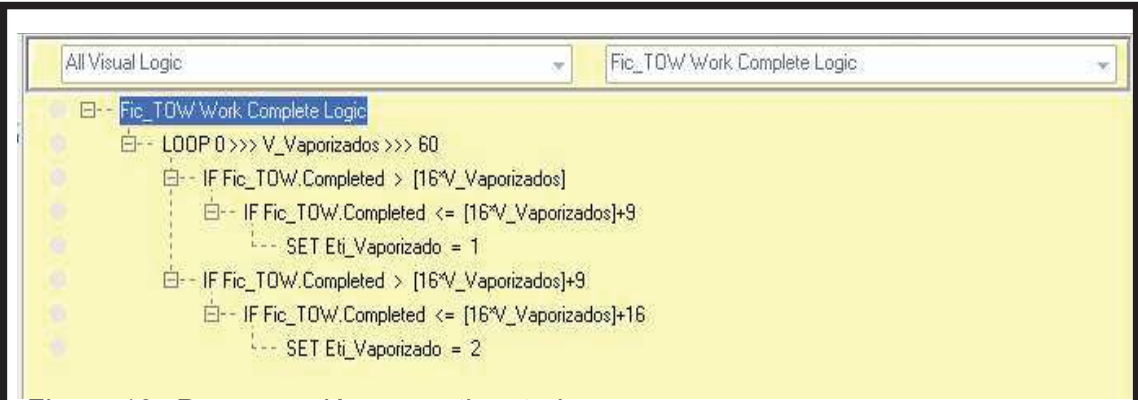 All Visual Logic
Fic_TOW Work Complete Logic
Fic_TOW Work Complete Logic
LOOP 0 >>> V_Vaporizados >>> 60
IF Fic_TOW.Completed > [16*V_Vaporizados]
IF Fic_TOW.Completed <= [16*V_Vaporizados]+9
SET Eti_Vaporizado = 1
IF Fic_TOW.Completed > [16*V_Vaporizados]+9
IF Fic_TOW.Completed <= [16*V_Vaporizados]+16
SET Eti_Vaporizado = 2